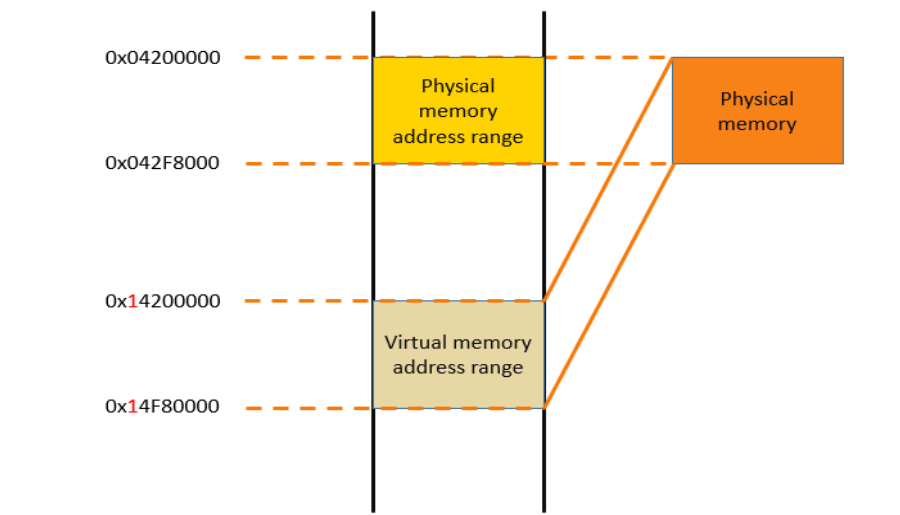 0x04200000
Physical
memory
address range
Physical
memory
0x042F8000
0x14200000
Virtual memory
address range
0x14F80000